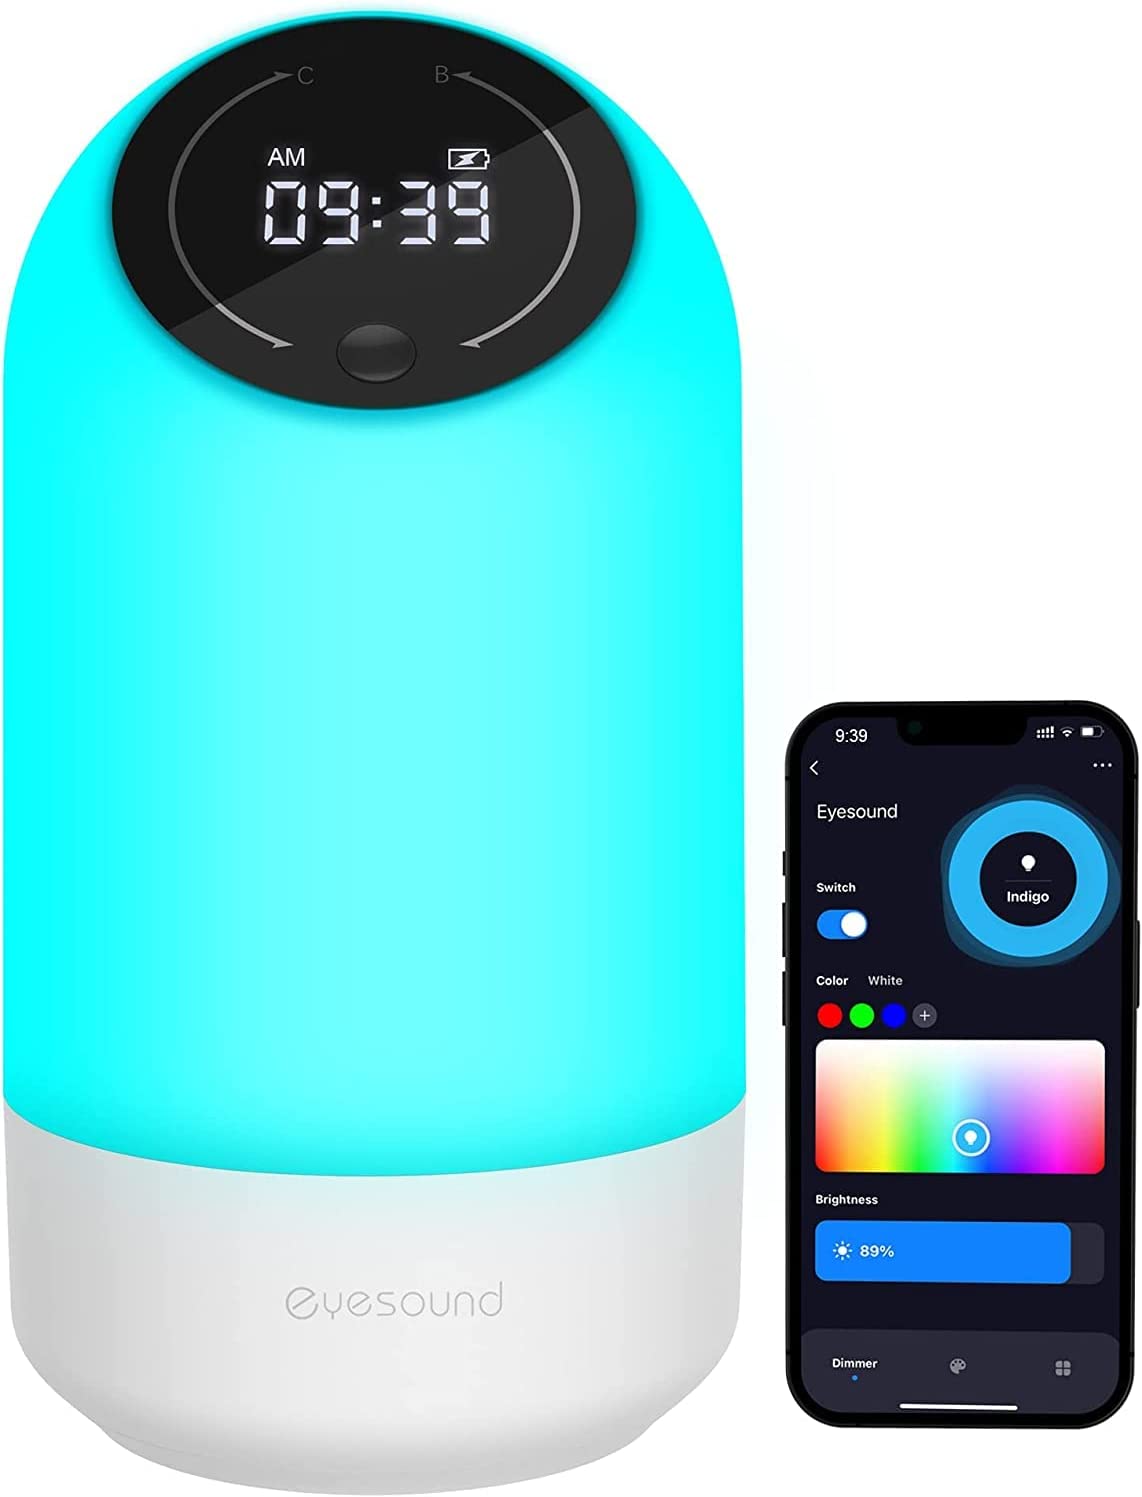 C B
AM
09:39
eyesound
9:39
Eyesound
Indigo
Switch
Color White
+
Brightness
89%
Dimmer